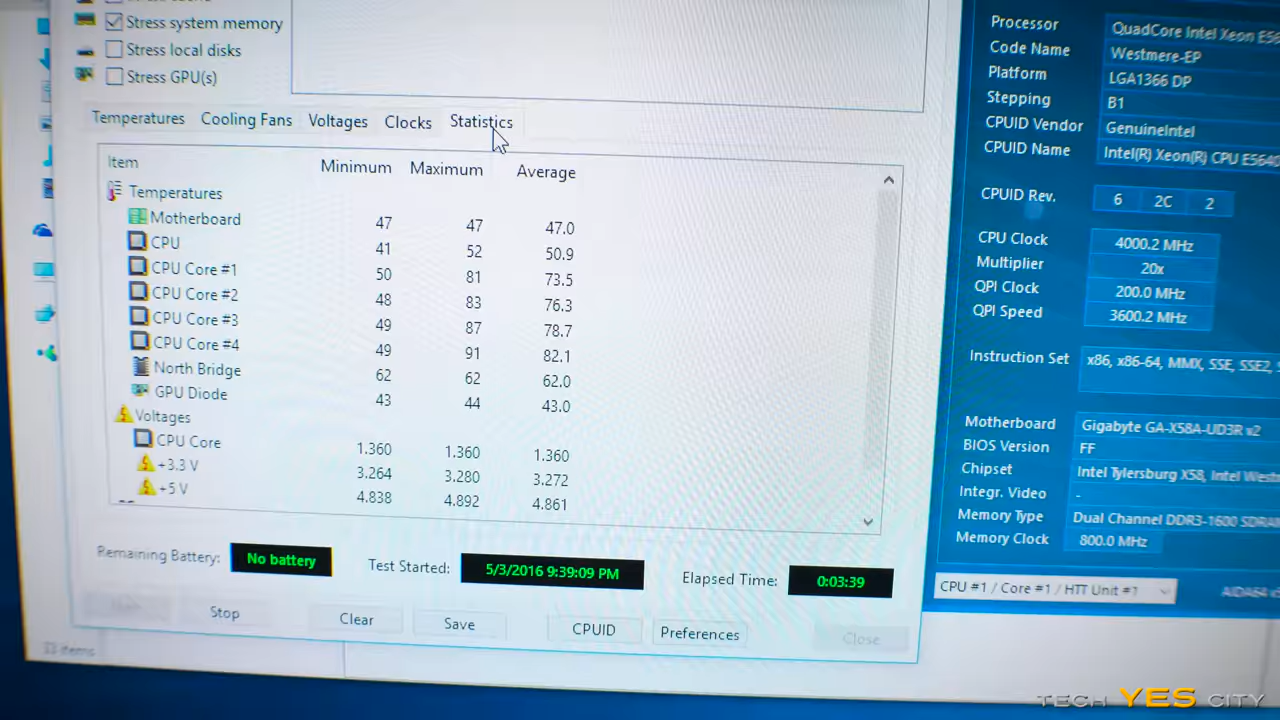 Stress system memory
Stress local disks
Stress GPU(s)
Temperatures Cooling Fans Voltages Clocks Statistics
Item Minimum Maximum Average
Temperatures
Motherboard 47 47 47.0
CPU 41 52 50.9
CPU Core #1 50 81 73.5
CPU Core #2 48 83 76.3
CPU Core #3 49 87 78.7
CPU Core #4 49 91 82.1
North Bridge 62 62 62.0
GPU Diode 43 44 43.0
Voltages
CPU Core 1.360 1.360 1.360
+3.3 V 3.264 3.280 3.272
+5 V 4.838 4.892 4.861
Remaining Battery: No battery Test Started: 5/3/2016 9:39:09 PM Elapsed Time: 0:03:39
Stop Clear Save CPUID Preferences Close
33 items
Processor QuadCore Intel Xeon E56
Code Name Westmere-EP
Platform LGA1366 DP
Stepping B1
CPUID Vendor GenuineIntel
CPUID Name Intel(R) Xeon(R) CPU E5640
CPUID Rev. 6 2C 2
CPU Clock 4000.2 MHz
Multiplier 20x
QPI Clock 200.0 MHz
QPI Speed 3600.2 MHz
Instruction Set x86, x86-64, MMX, SSE, SSE2,
Motherboard Gigabyte GA-X58A-UD3R v2
BIOS Version FF
Chipset Intel Tylersburg X58, Intel West
Integr. Video -
Memory Type Dual Channel DDR3-1600 SDRA
Memory Clock 800.0 MHz
CPU #1 / Core #1 / HTT Unit #1 AIDA64
TECH YES CITY